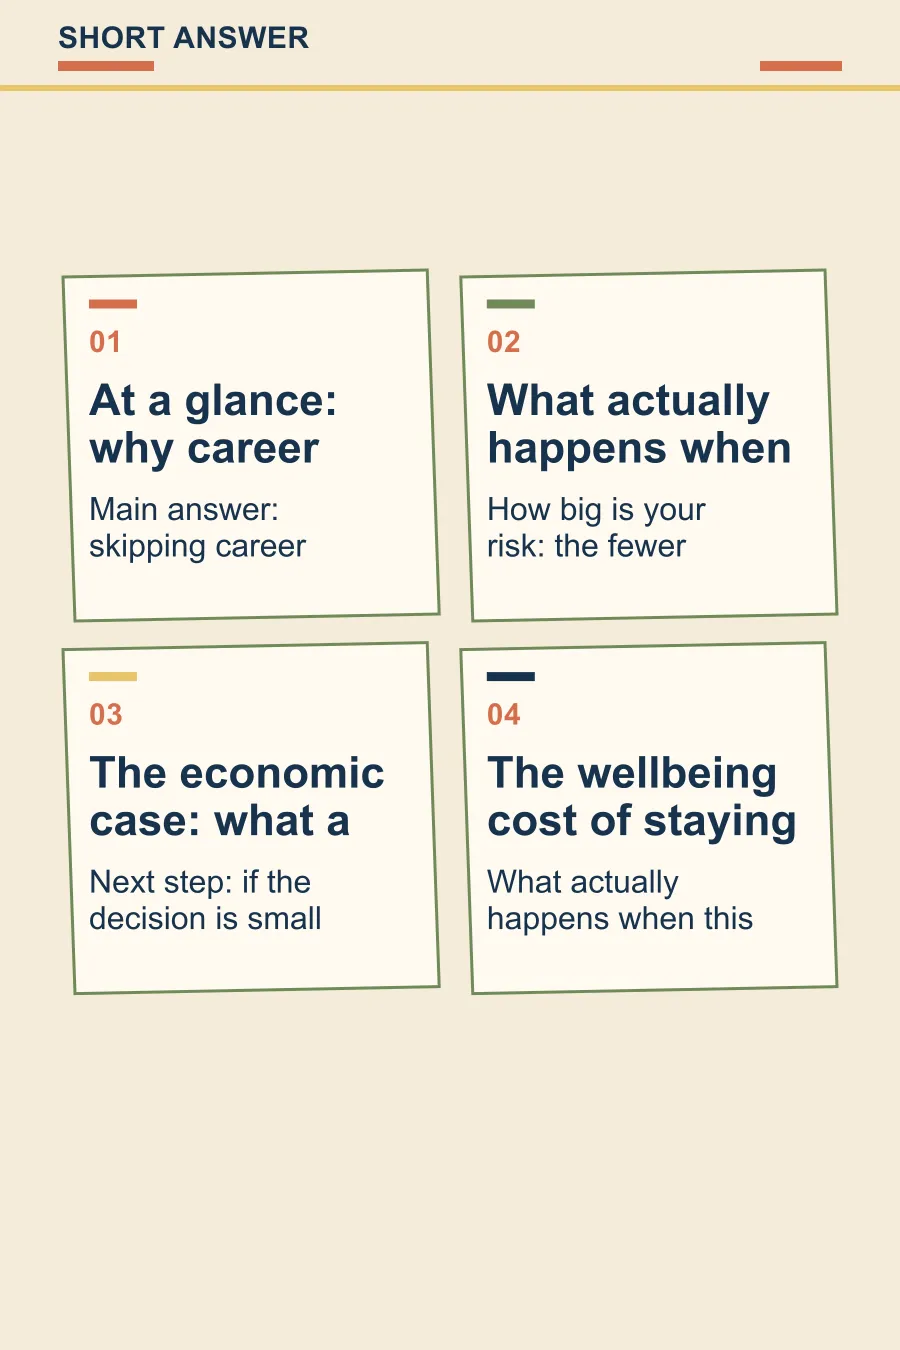 SHORT ANSWER
01
At a glance:
why career
Main answer:
skipping career
02
What actually
happens when
How big is your
risk: the fewer
03
The economic
case: what a
Next step: if the
decision is small
04
The wellbeing
cost of staying
What actually
happens when this